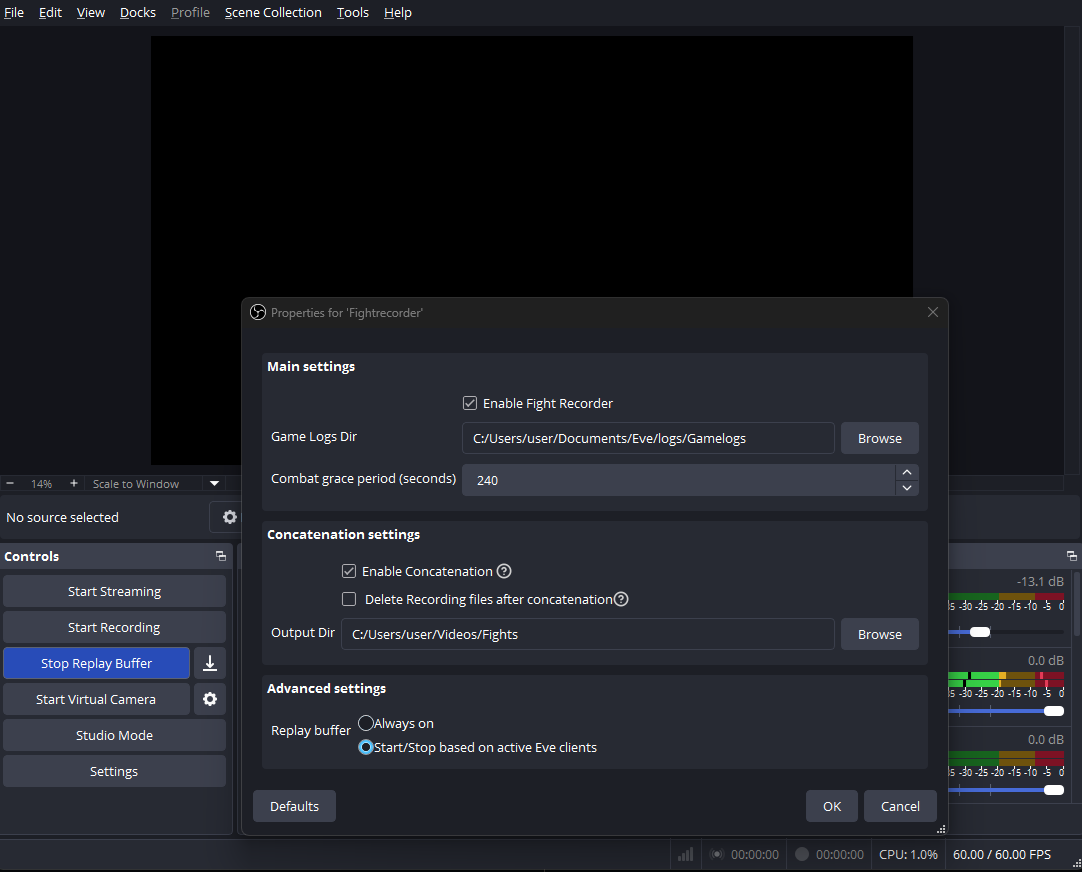 File Edit View Docks Profile Scene Collection Tools Help
Properties for 'Fightrecorder'
Main settings
Enable Fight Recorder
Game Logs Dir C:/Users/user/Documents/Eve/logs/Gamelogs Browse
Combat grace period (seconds) 240
Concatenation settings
Enable Concatenation ?
Delete Recording files after concatenation ?
Output Dir C:/Users/user/Videos/Fights Browse
Advanced settings
Replay buffer Always on
Start/Stop based on active Eve clients
Defaults OK Cancel
14% + Scale to Window
No source selected
Controls
Start Streaming
Start Recording
Stop Replay Buffer
Start Virtual Camera
Studio Mode
Settings
-13.1 dB
-30 -25 -20 -15 -10 -5 0
0.0 dB
-30 -25 -20 -15 -10 -5 0
0.0 dB
-30 -25 -20 -15 -10 -5 0
00:00:00 00:00:00 CPU: 1.0% 60.00 / 60.00 FPS